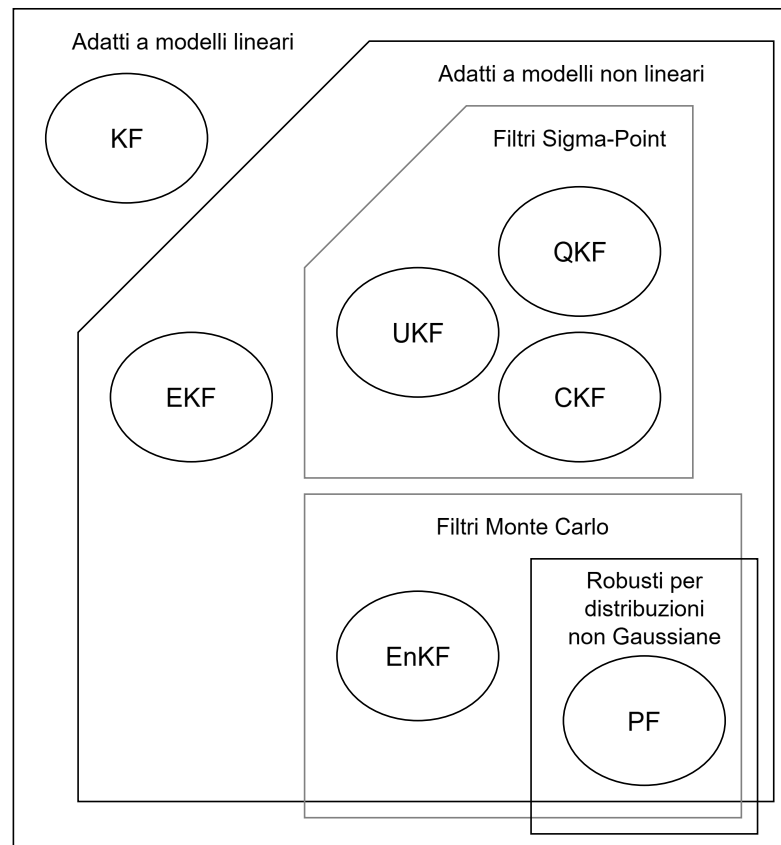 Adatti a modelli lineari
KF
Adatti a modelli non lineari
Filtri Sigma-Point
QKF
UKF
CKF
EKF
Filtri Monte Carlo
Robusti per
distribuzioni
non Gaussiane
EnKF
PF